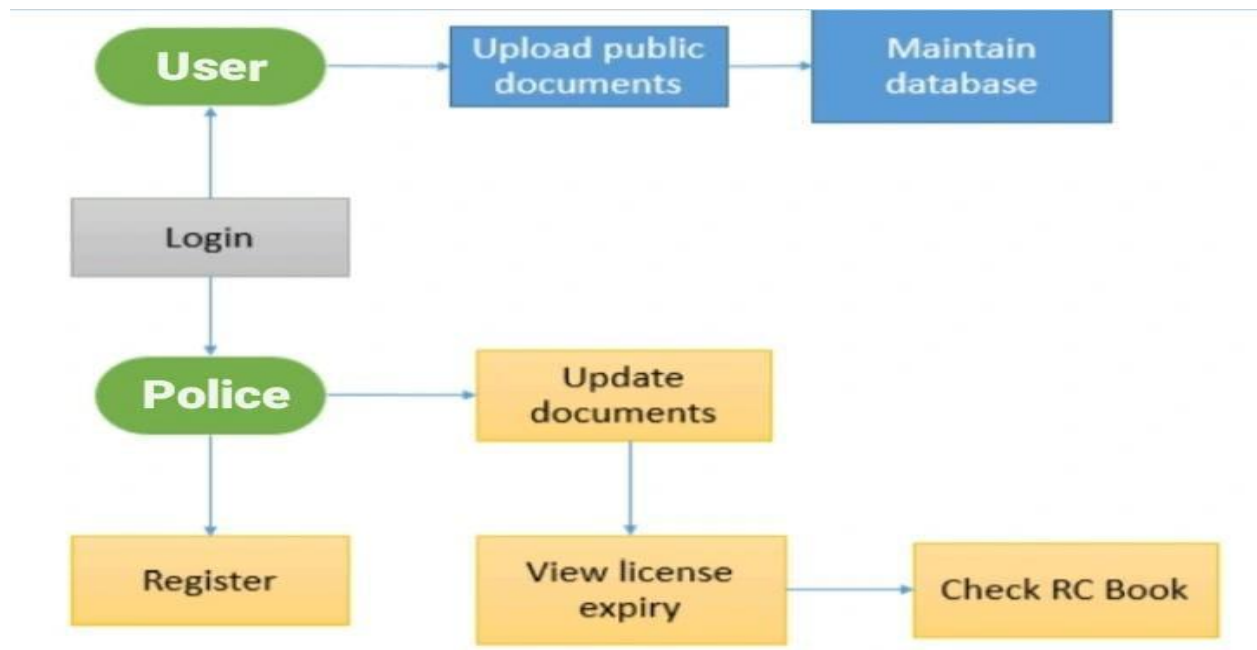 User
Upload public
documents
Maintain
database
Login
Police
Update
documents
Register
View license
expiry
Check RC Book